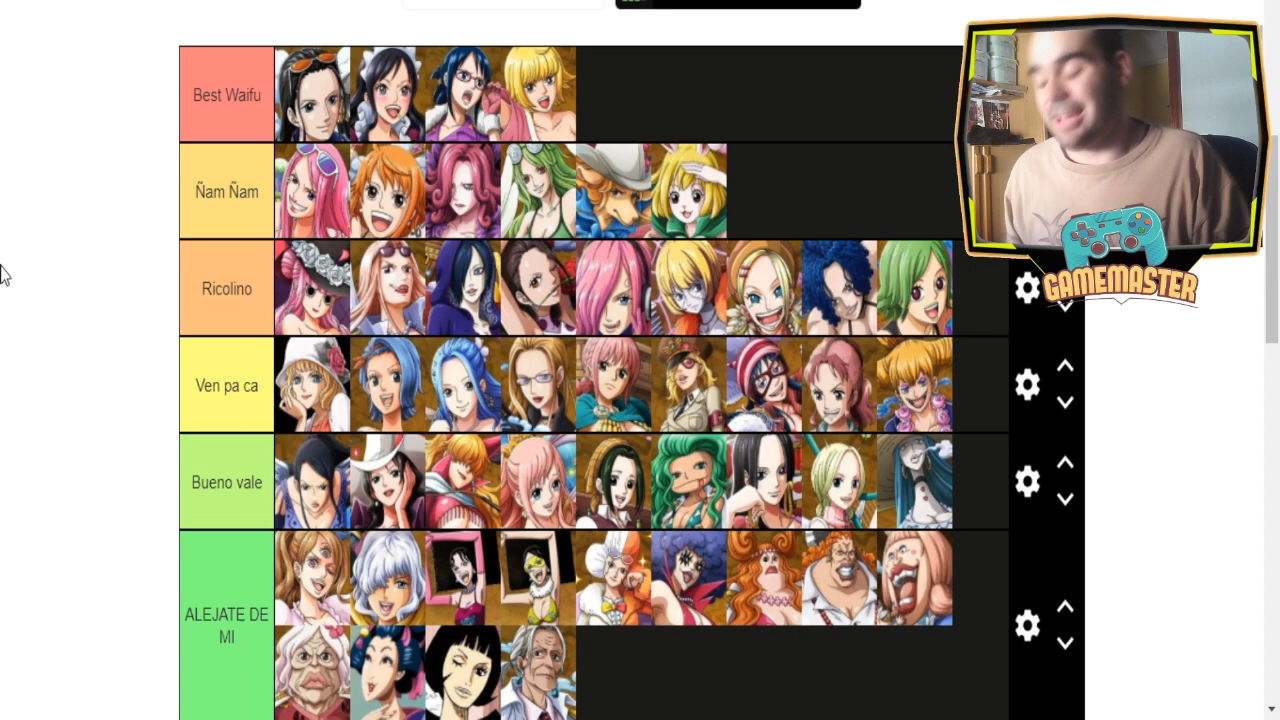 Best Waifu
Ñam Ñam
Ricolino
GAMEMASTER
Ven pa ca
Bueno vale
ALEJATE DE
MI